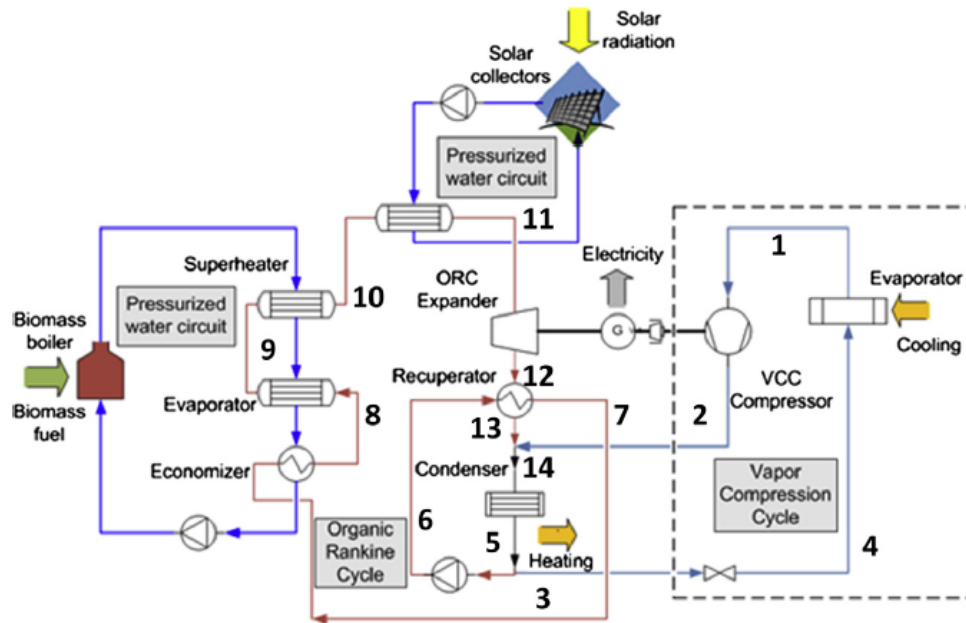 Solar
radiation
Solar
collectors
Pressurized
water circuit
11
1
Electricity
Superheater
ORC
Expander
Evaporator
10
Pressurized
water circuit
G
Biomass
boiler
9
Cooling
12
Recuperator
VCC
Compressor
Biomass
fuel
Evaporator
8
7
2
13
Economizer
Condenser
14
Vapor
Compression
Cycle
6
Organic
Rankine
Cycle
5
4
Heating
3